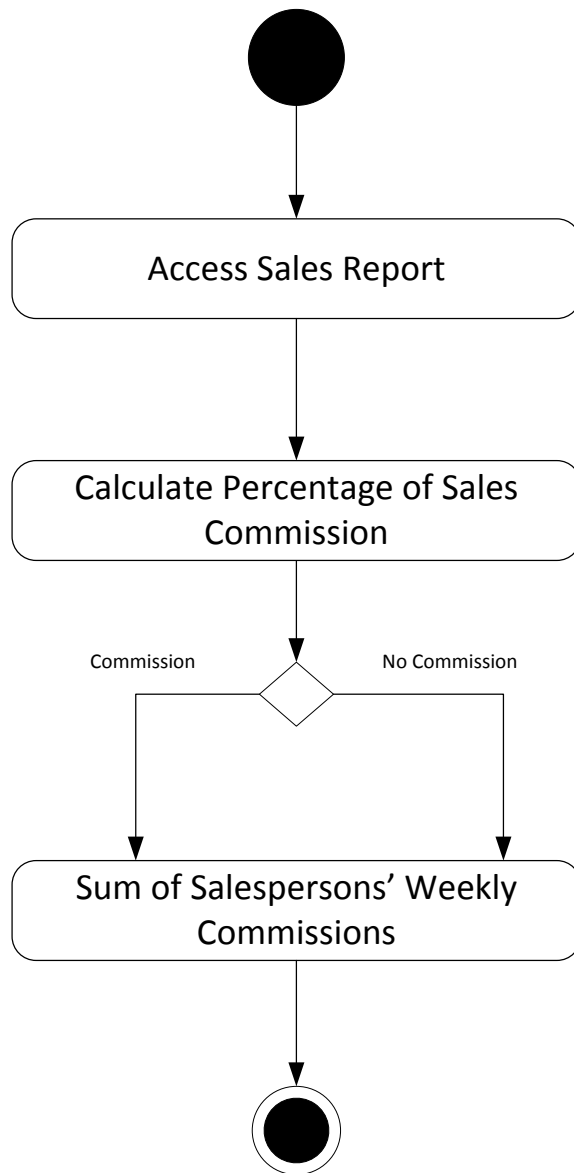 Access Sales Report
Calculate Percentage of Sales
Commission
Commission
No Commission
Sum of Salespersons’ Weekly
Commissions